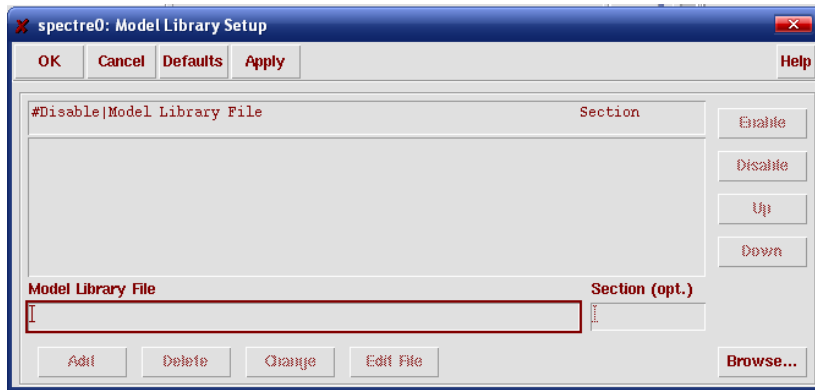 spectre0: Model Library Setup
OK Cancel Defaults Apply Help
#Disable|Model Library File Section
Enable
Disable
Up
Down
Model Library File Section (opt.)
Add Delete Change Edit File Browse...